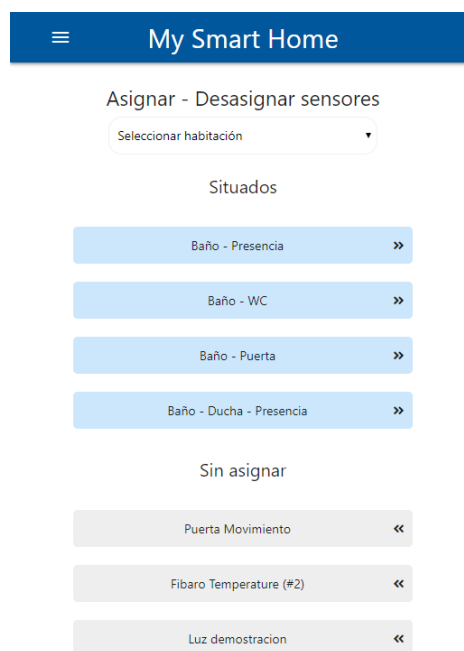 My Smart Home
Asignar - Desasignar sensores
Seleccionar habitación
Situados
Baño - Presencia
Baño - WC
Baño - Puerta
Baño - Ducha - Presencia
Sin asignar
Puerta Movimiento
Fibaro Temperature (#2)
Luz demostracion